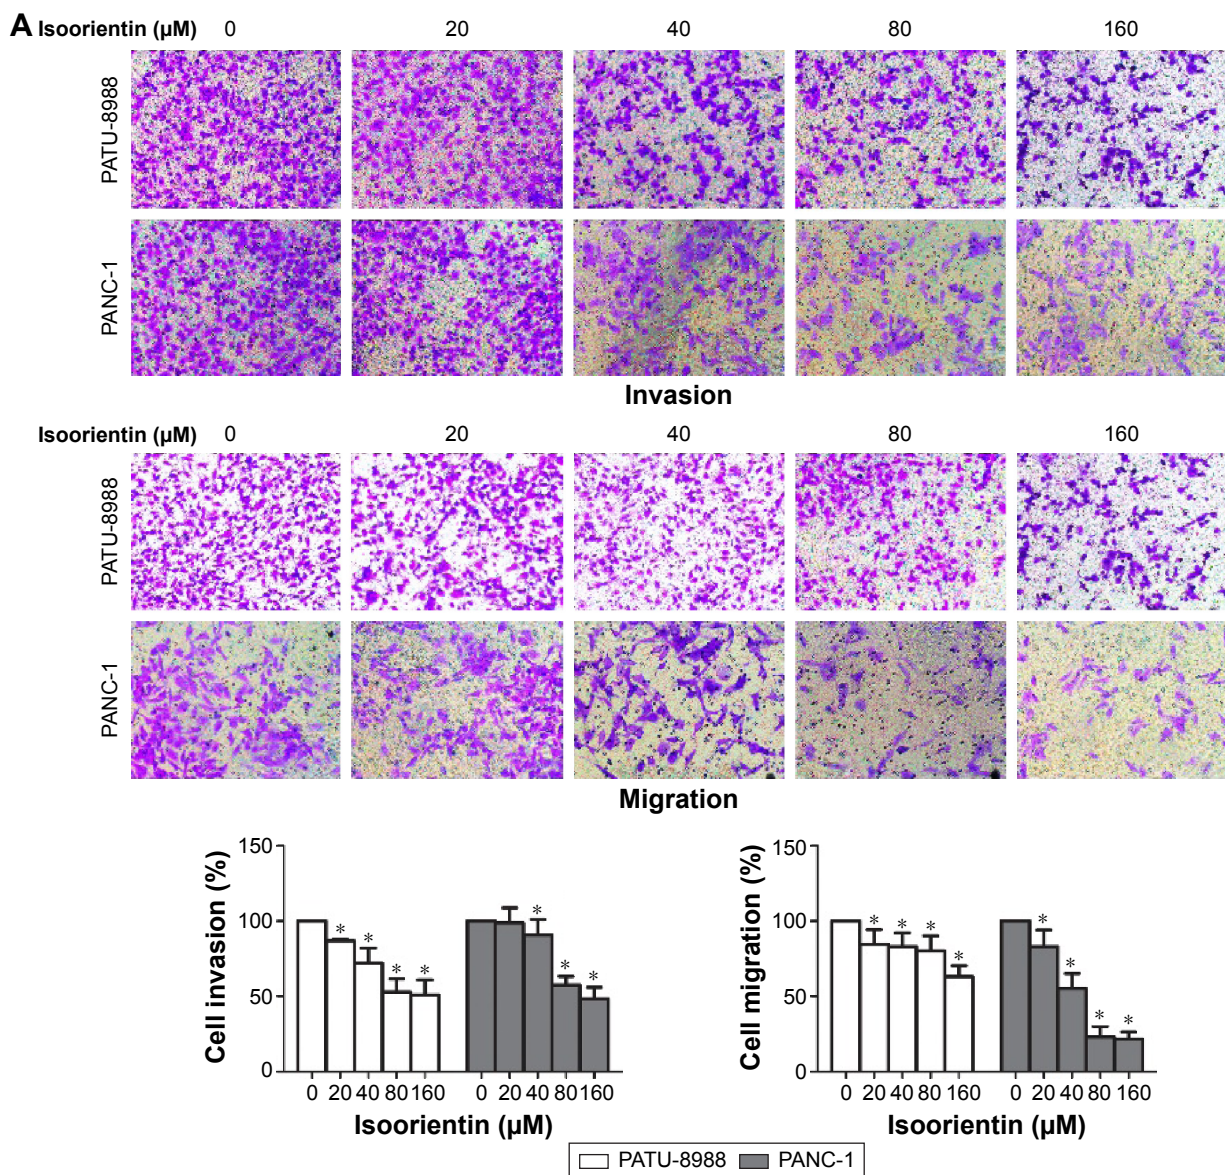 A Isoorientin (µM) 0 20 40 80 160
PATU-8988
PANC-1
Invasion
Isoorientin (µM) 0 20 40 80 160
PATU-8988
PANC-1
Migration
Cell invasion (%)
150
100
50
0
* * * * * * *
0 20 40 80 160 0 20 40 80 160
Isoorientin (µM)
Cell migration (%)
150
100
50
0
* * * * * * * *
0 20 40 80 160 0 20 40 80 160
Isoorientin (µM)
PATU-8988 PANC-1